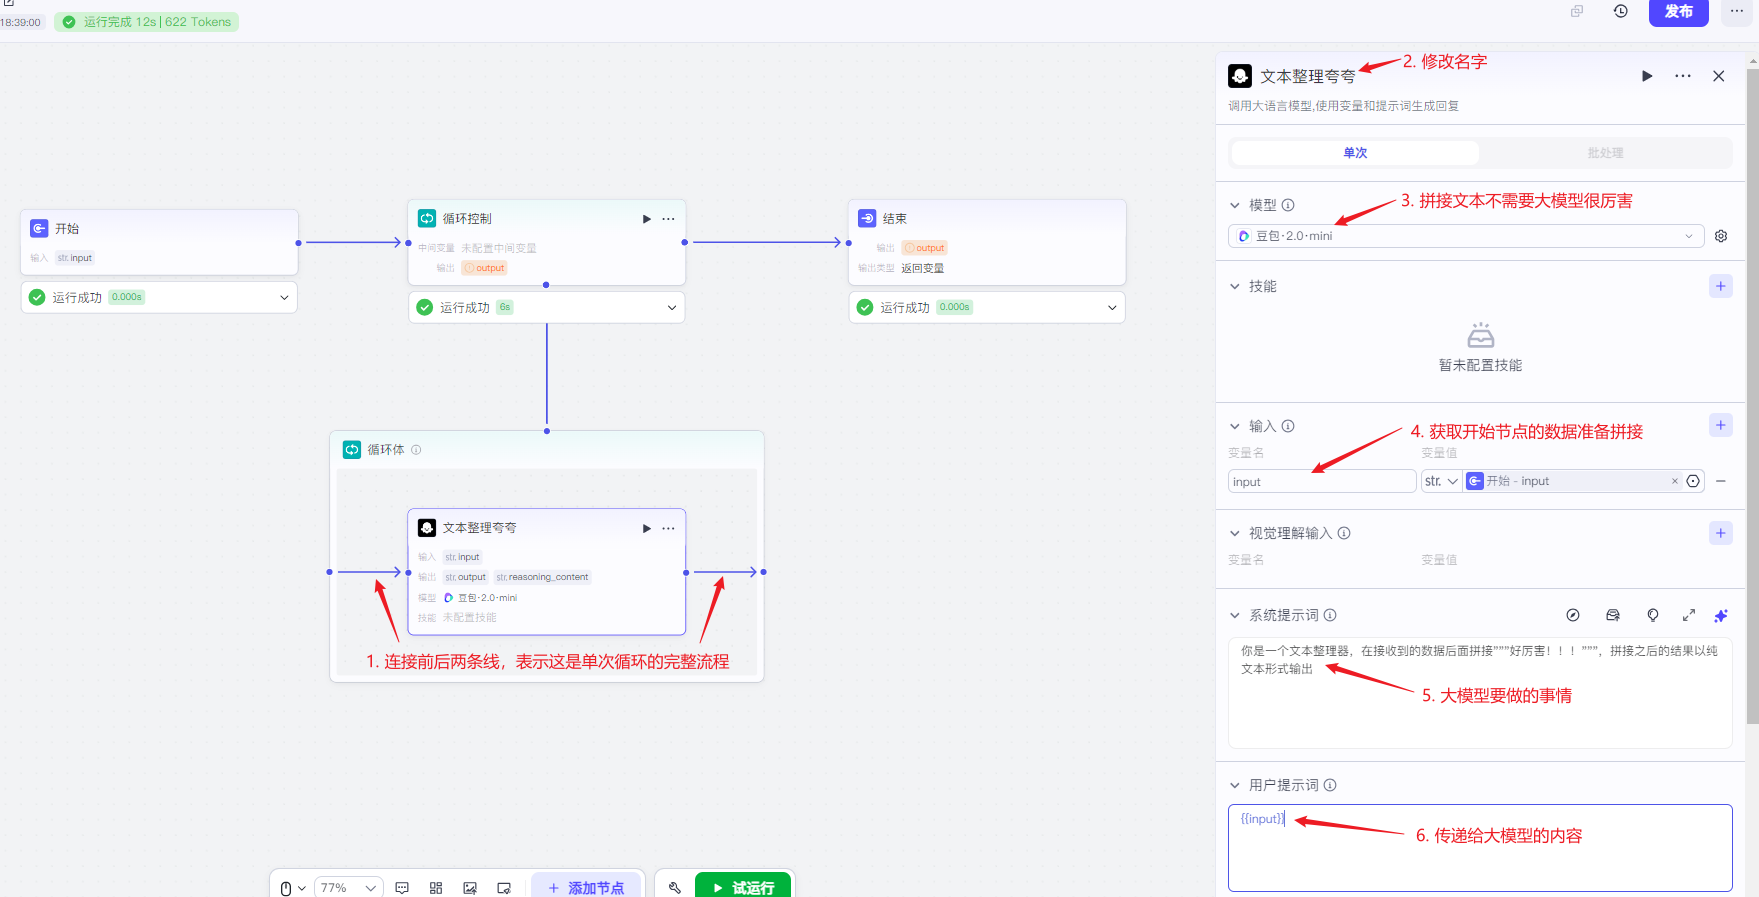 18:39:00
运行完成 12s | 622 Tokens
发布
文本整理夸夸
2. 修改名字
调用大语言模型,使用变量和提示词生成回复
单次
批处理
模型
3. 拼接文本不需要大模型很厉害
豆包·2.0·mini
技能
暂未配置技能
输入
4. 获取开始节点的数据准备拼接
变量名
变量值
input
str.
开始 - input
视觉理解输入
变量名
变量值
系统提示词
你是一个文本整理器，在接收到的数据后面拼接”””好厉害！！！”””，拼接之后的结果以纯
文本形式输出
5. 大模型要做的事情
用户提示词
{{input}}
6. 传递给大模型的内容
开始
输入 str. input
运行成功 0.000s
循环控制
中间变量 未配置中间变量
输出 output
运行成功 6s
结束
输出 output
输出类型 返回变量
运行成功 0.000s
循环体
文本整理夸夸
输入 str. input
输出 str. output str. reasoning_content
模型 豆包·2.0·mini
技能 未配置技能
1. 连接前后两条线，表示这是单次循环的完整流程
77%
添加节点
试运行